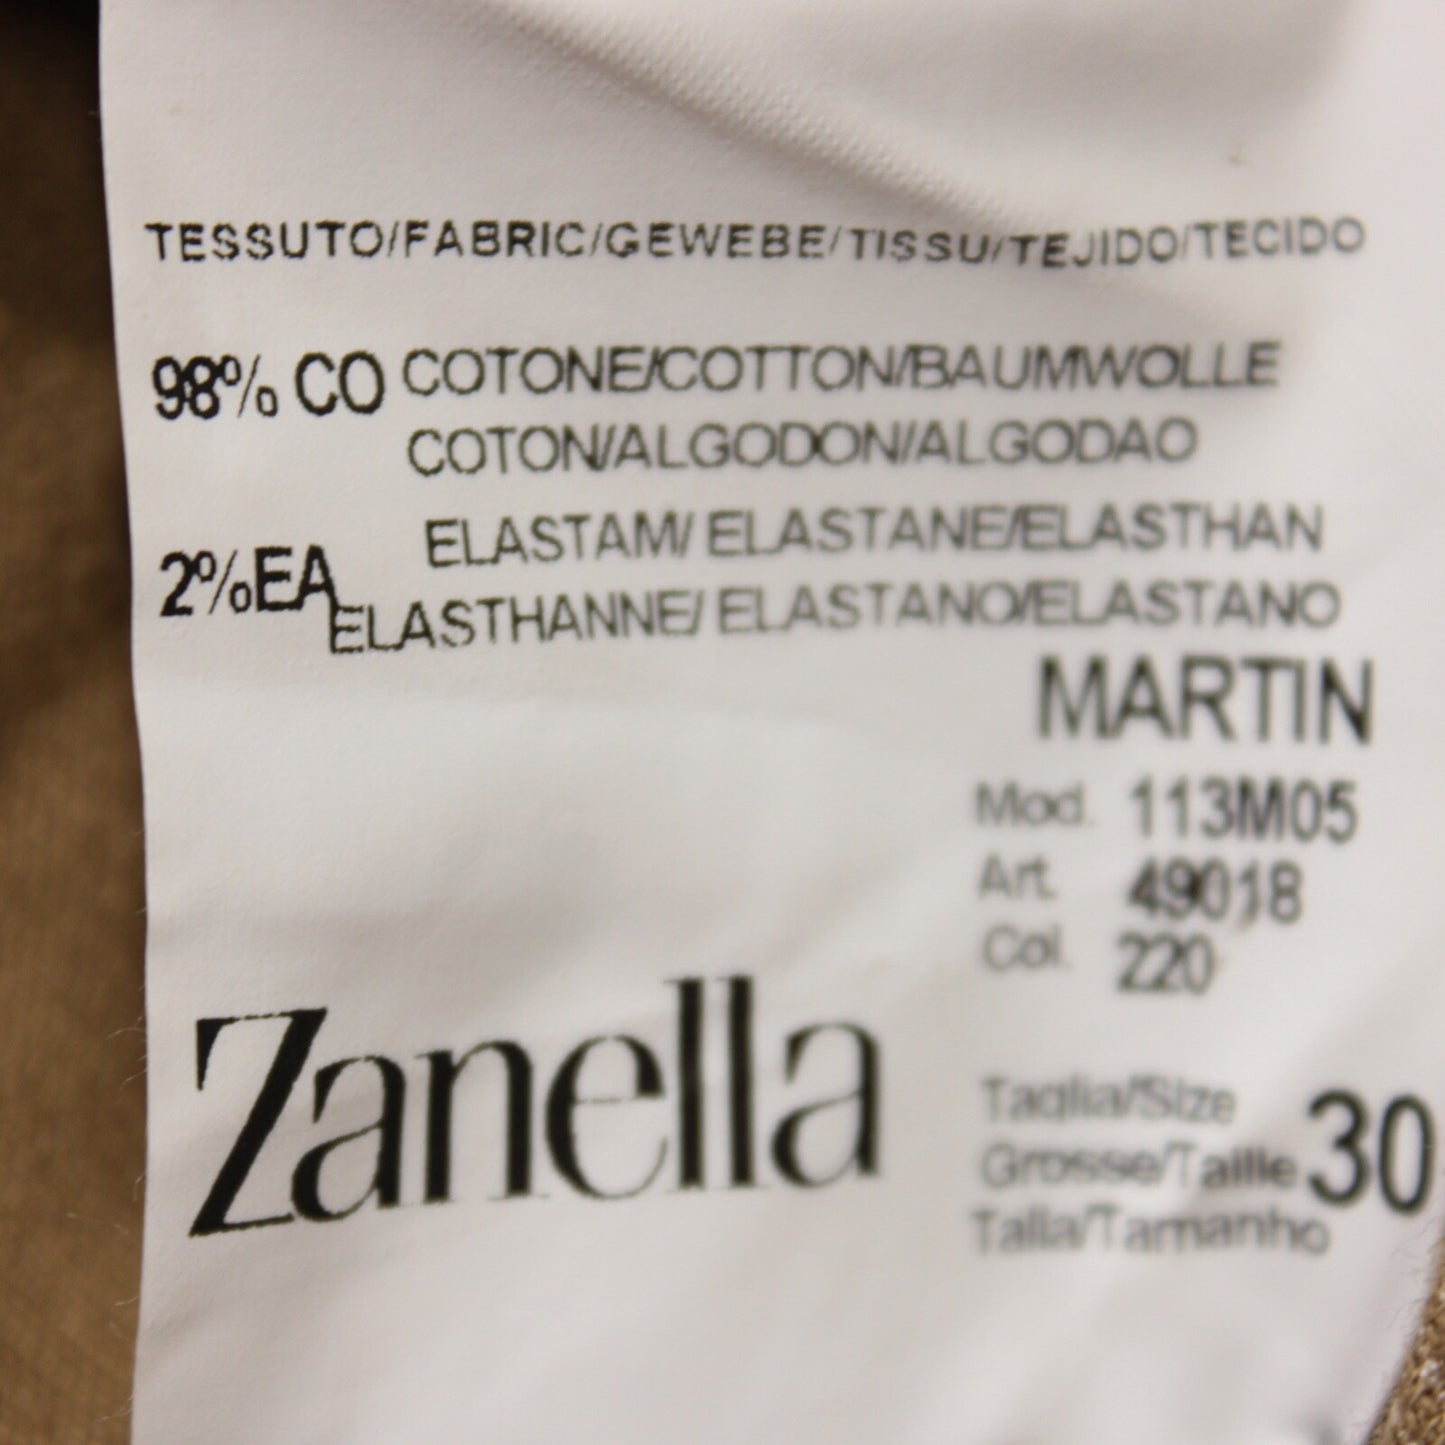 TESSUTO/FABRIC/GEWEBE/TISSU/TEJIDO/TECIDO
98% CO COTONE/COTTON/BAUMWOLLE
COTON/ALGODON/ALGODAO
2%EA ELASTAM/ ELASTANE/ELASTHAN
ELASTHANNE/ ELASTANO/ELASTANO
MARTIN
Mod. 113M05
Art. 49018
Col. 220
Zanella
Taglia/Size
Grosse/Taille 30
Talla/Tamanho